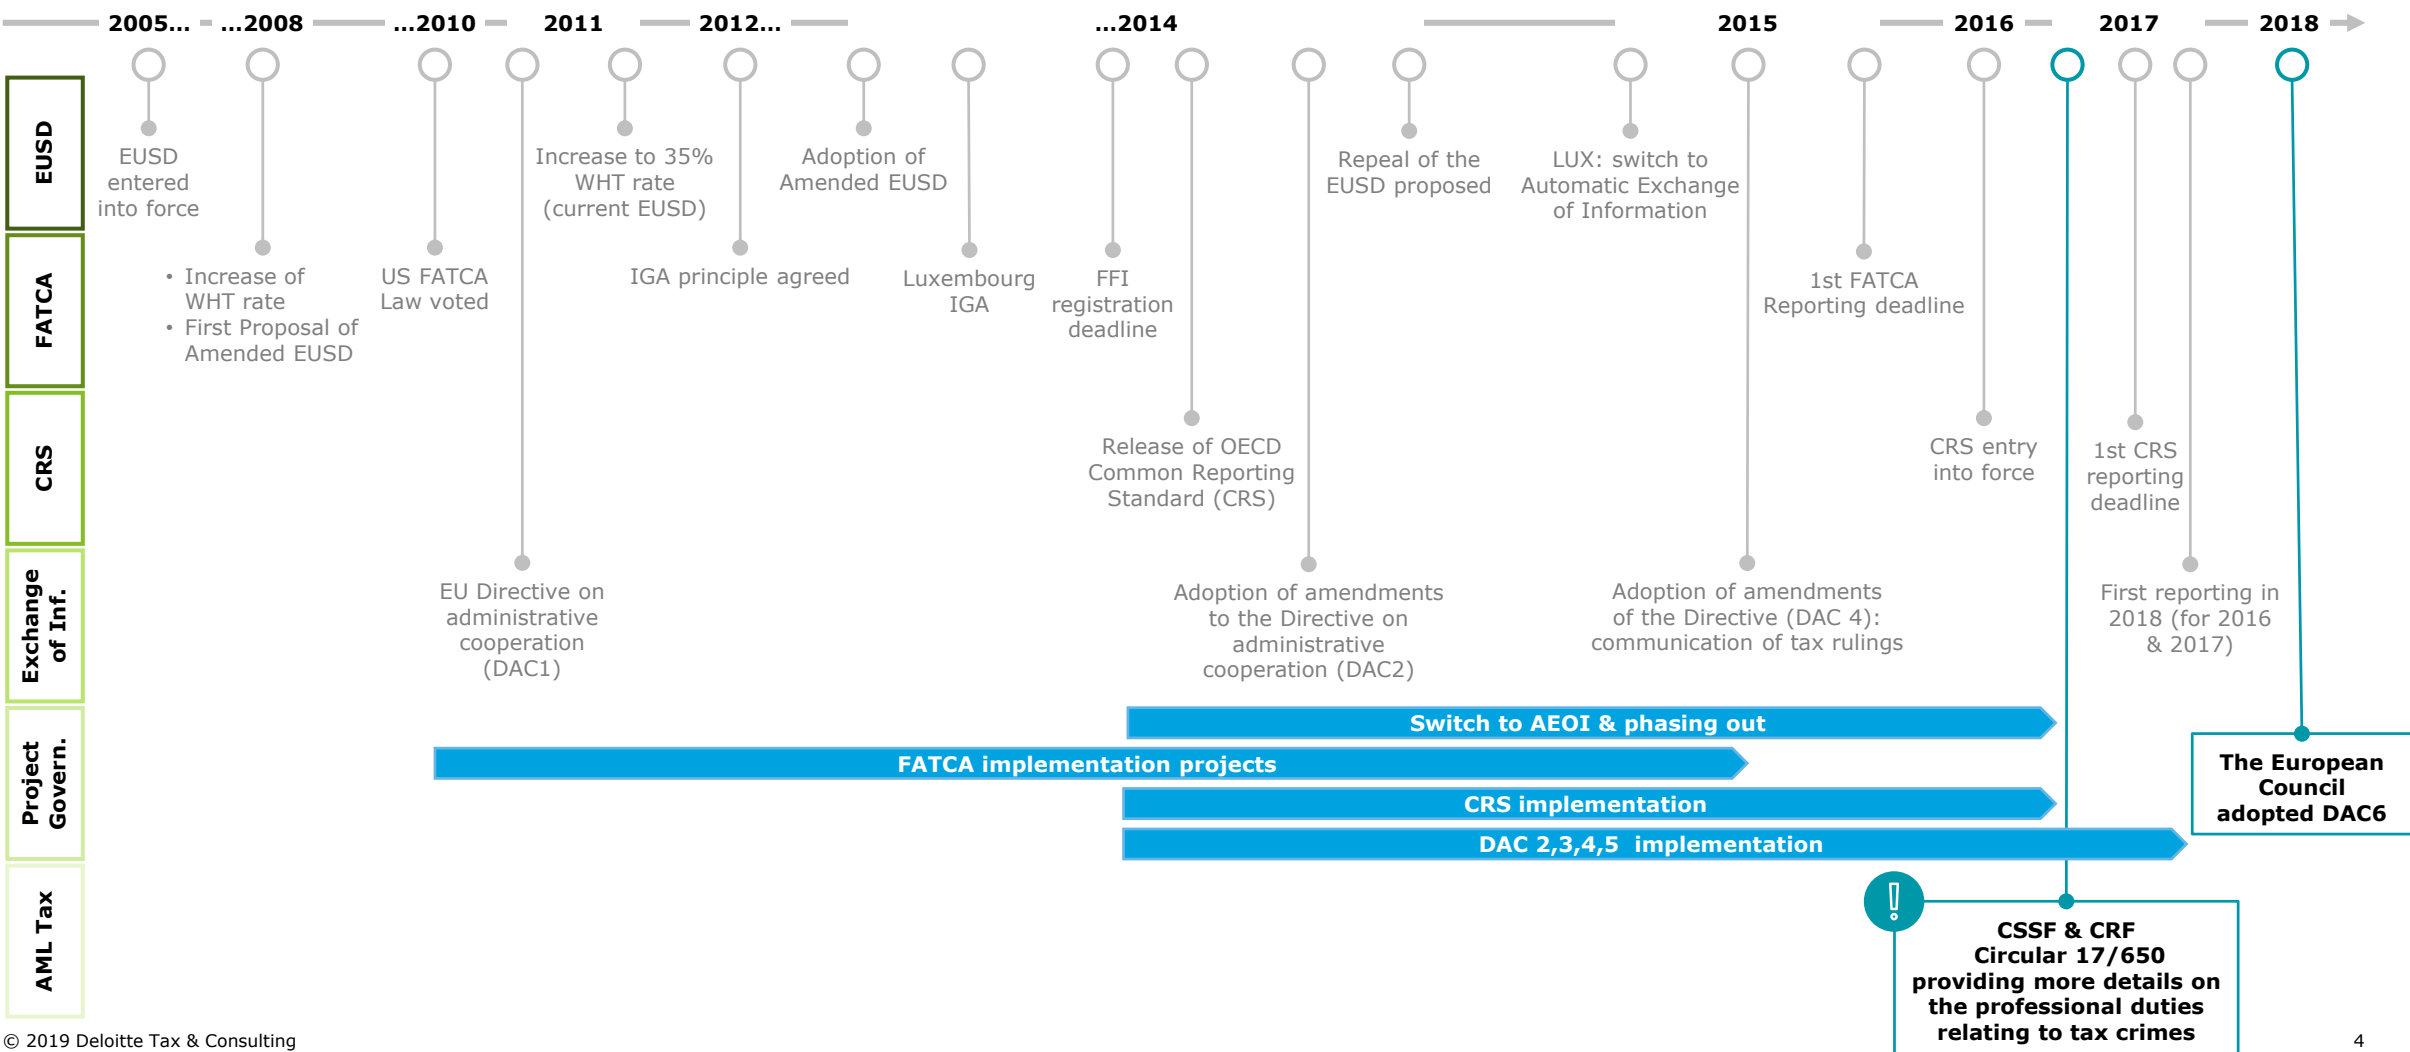 2005...
...2008
...2010
2011
2012...
...2014
2015
2016
2017
2018
EUSD
EUSD
entered
into force
Increase to 35%
WHT rate
(current EUSD)
Adoption of
Amended EUSD
Repeal of the
EUSD proposed
LUX: switch to
Automatic Exchange
of Information
FATCA
• Increase of
WHT rate
• First Proposal of
Amended EUSD
US FATCA
Law voted
IGA principle agreed
Luxembourg
IGA
FFI
registration
deadline
1st FATCA
Reporting deadline
CRS
Release of OECD
Common Reporting
Standard (CRS)
CRS entry
into force
1st CRS
reporting
deadline
Exchange
of Inf.
EU Directive on
administrative
cooperation
(DAC1)
Adoption of amendments
to the Directive on
administrative
cooperation (DAC2)
Adoption of amendments
of the Directive (DAC 4):
communication of tax rulings
First reporting in
2018 (for 2016
& 2017)
Project
Govern.
Switch to AEOI & phasing out
FATCA implementation projects
CRS implementation
DAC 2,3,4,5 implementation
The European
Council
adopted DAC6
AML Tax
!
CSSF & CRF
Circular 17/650
providing more details on
the professional duties
relating to tax crimes
© 2019 Deloitte Tax & Consulting
4